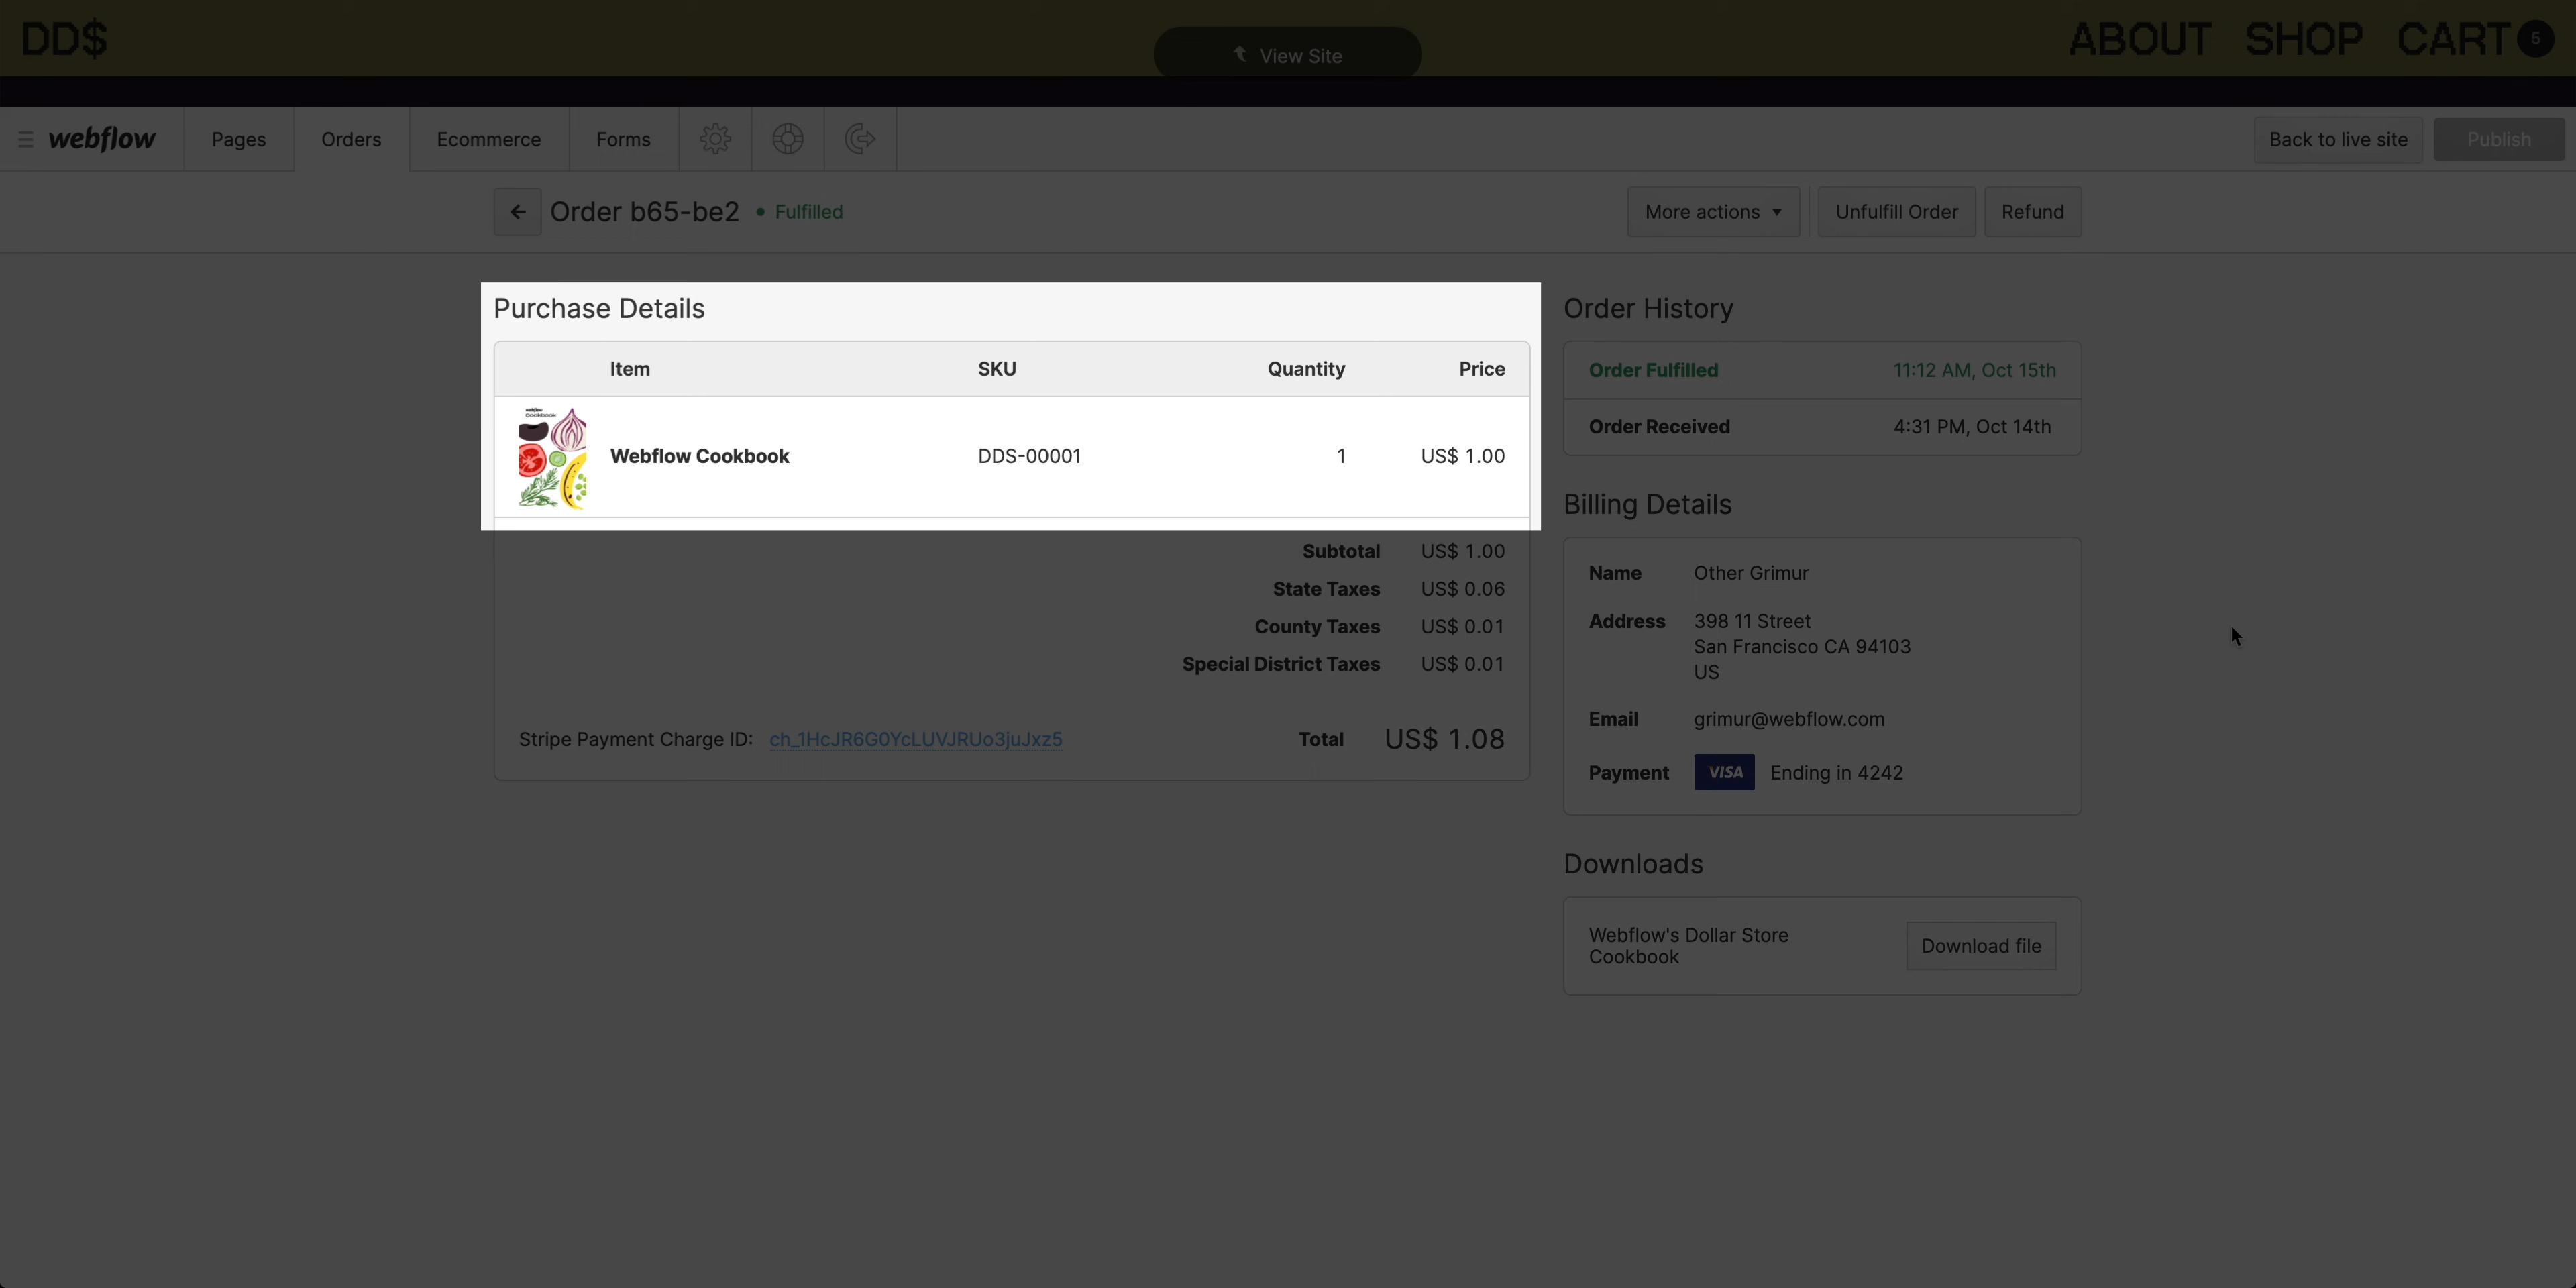 DD$
View Site
ABOUT SHOP CART 5
webflow Pages Orders Ecommerce Forms Back to live site Publish
Order b65-be2 • Fulfilled More actions Unfulfill Order Refund
Purchase Details
Item SKU Quantity Price
webflow
Cookbook
Webflow Cookbook DDS-00001 1 US$ 1.00
Subtotal US$ 1.00
State Taxes US$ 0.06
County Taxes US$ 0.01
Special District Taxes US$ 0.01
Stripe Payment Charge ID: ch_1HcJR6G0YcLUVJRUo3juJxz5 Total US$ 1.08
Order History
Order Fulfilled 11:12 AM, Oct 15th
Order Received 4:31 PM, Oct 14th
Billing Details
Name Other Grimur
Address 398 11 Street
San Francisco CA 94103
US
Email grimur@webflow.com
Payment VISA Ending in 4242
Downloads
Webflow's Dollar Store
Cookbook
Download file